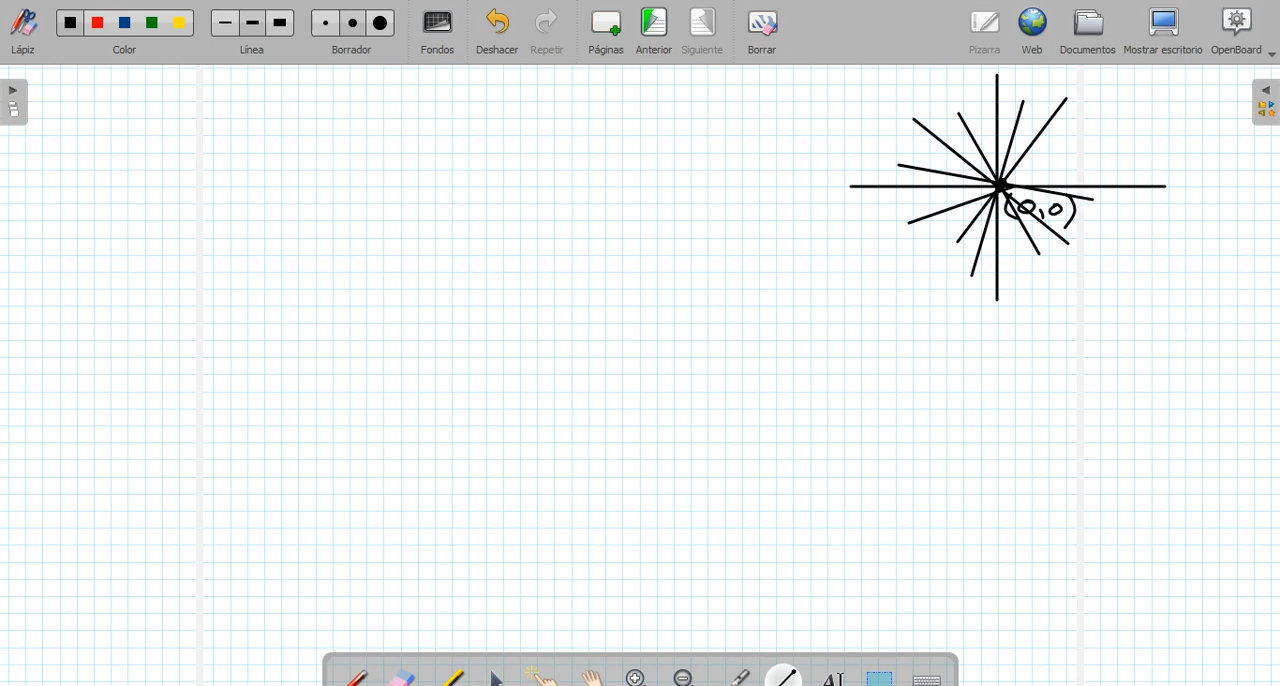 Lápiz
Color
Línea
Borrador
Fondos
Deshacer
Repetir
Páginas
Anterior
Siguiente
Borrar
Pizarra
Web
Documentos
Mostrar escritorio
OpenBoard
(0,0)